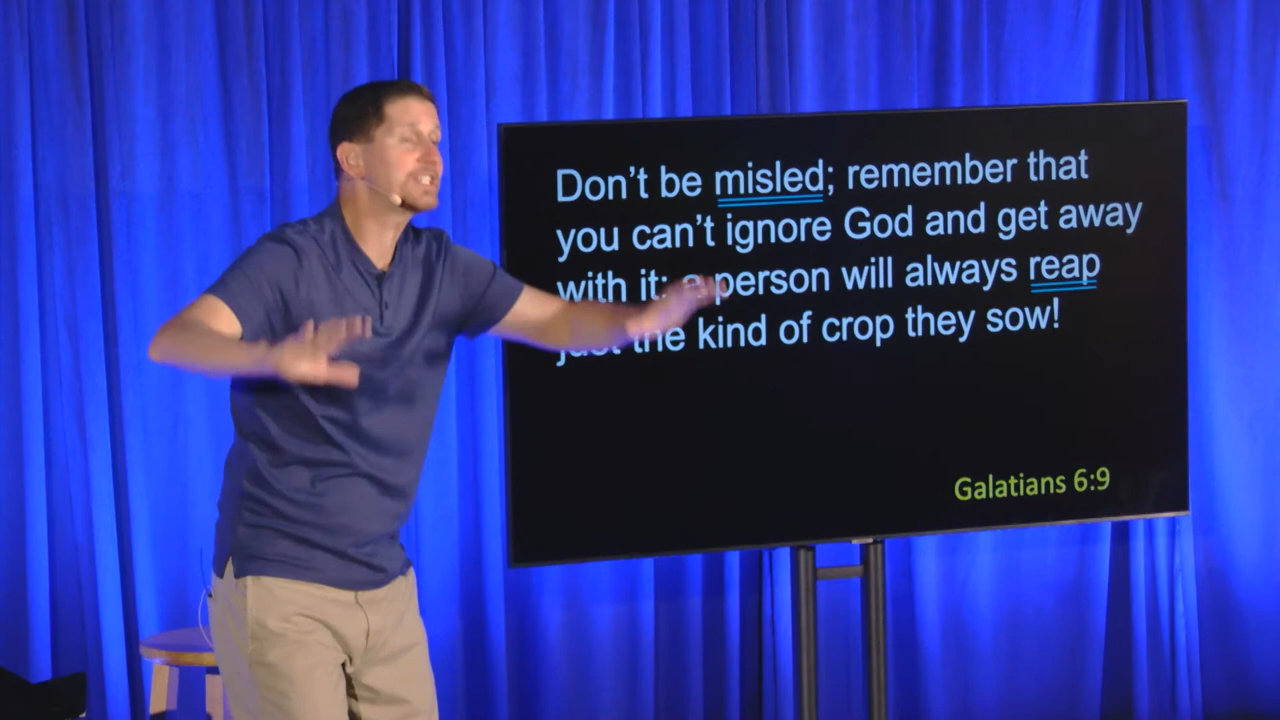 Don't be misled; remember that
you can't ignore God and get away
with it; a person will always reap
just the kind of crop they sow!
Galatians 6:9